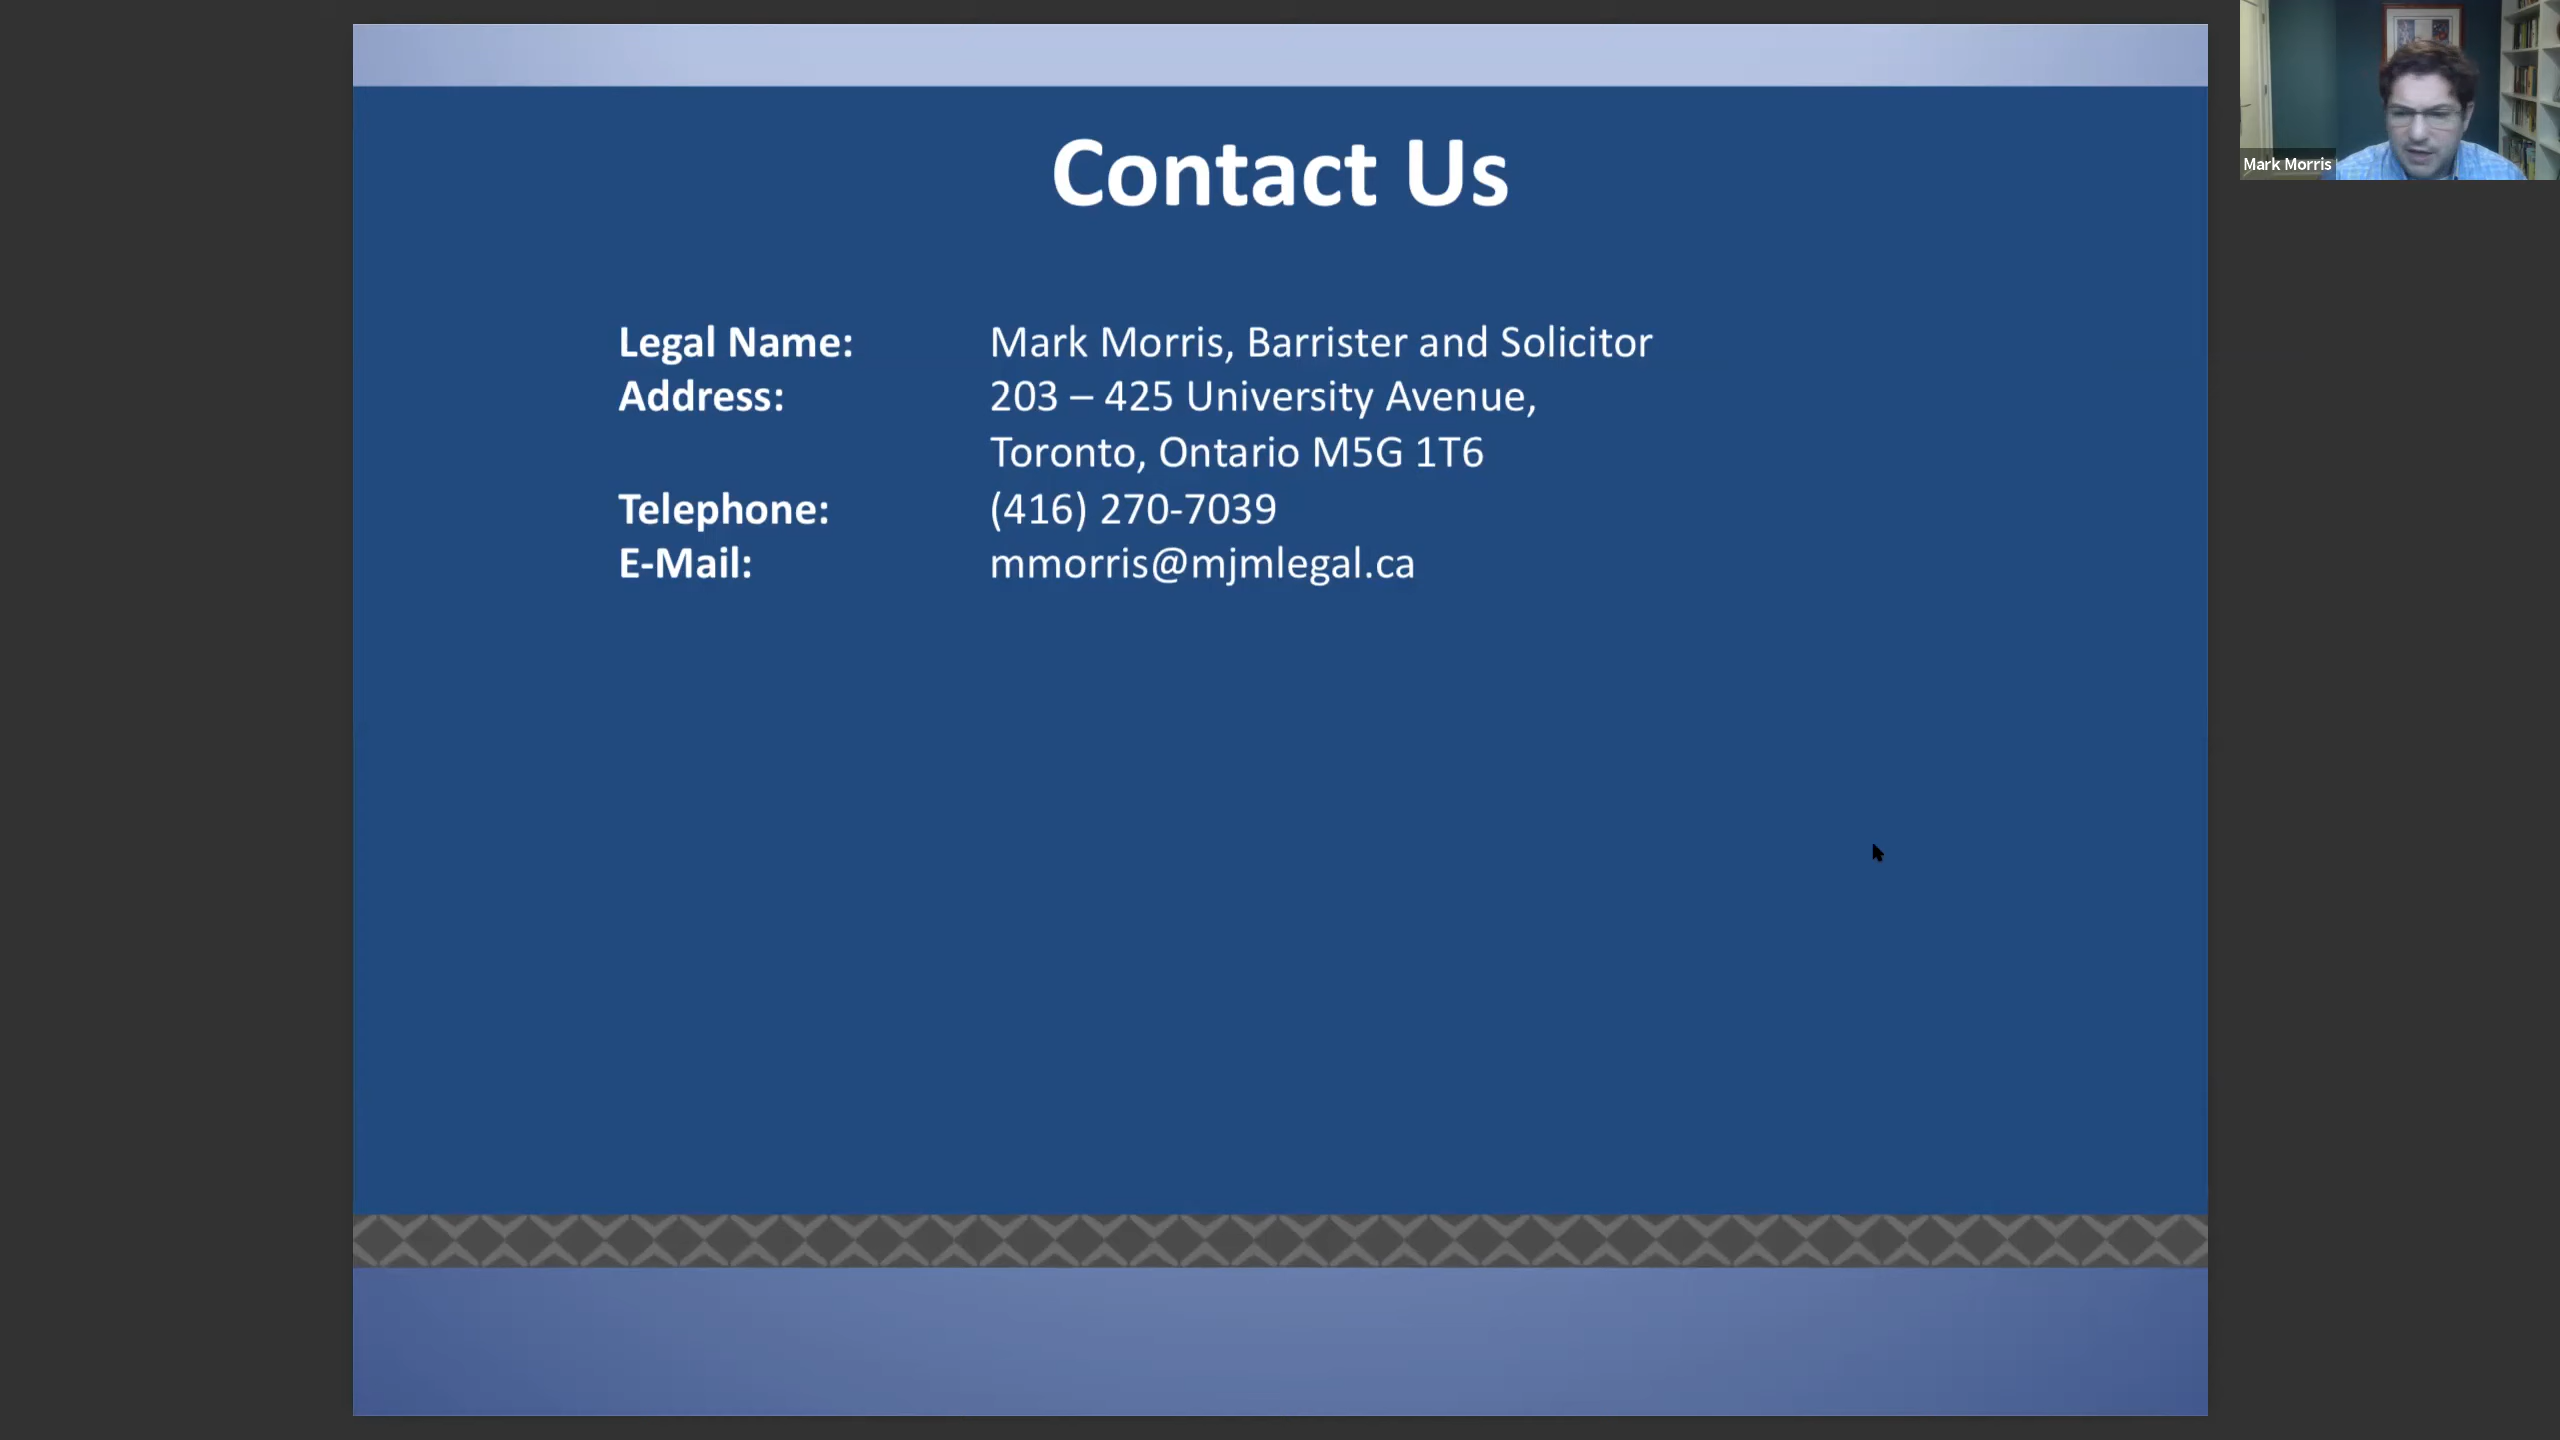 Contact Us
Legal Name: Mark Morris, Barrister and Solicitor
Address: 203 – 425 University Avenue,
Toronto, Ontario M5G 1T6
Telephone: (416) 270-7039
E-Mail: mmorris@mjmlegal.ca
Mark Morris